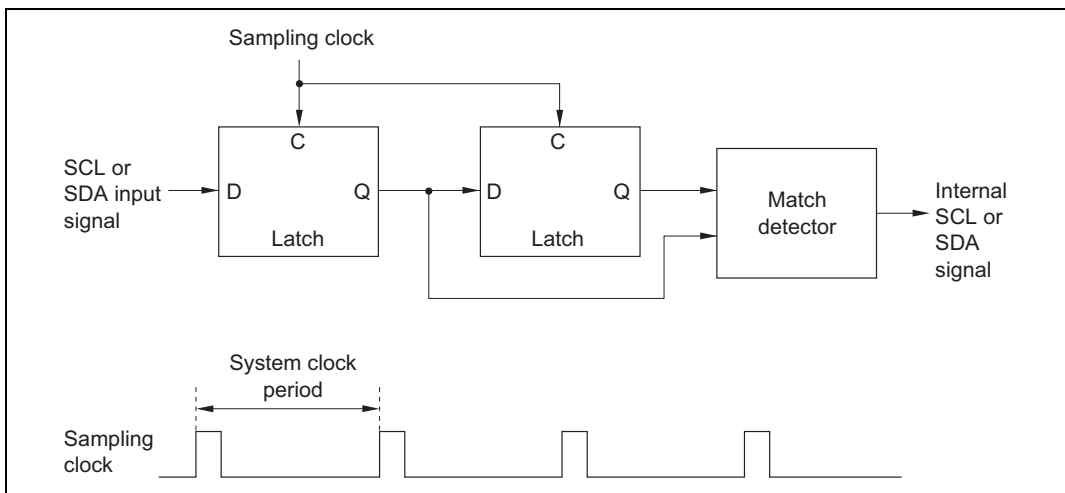 Sampling clock
C
C
SCL or
SDA input
signal
D
Q
D
Q
Latch
Latch
Match
detector
Internal
SCL or
SDA
signal
System clock
period
Sampling
clock